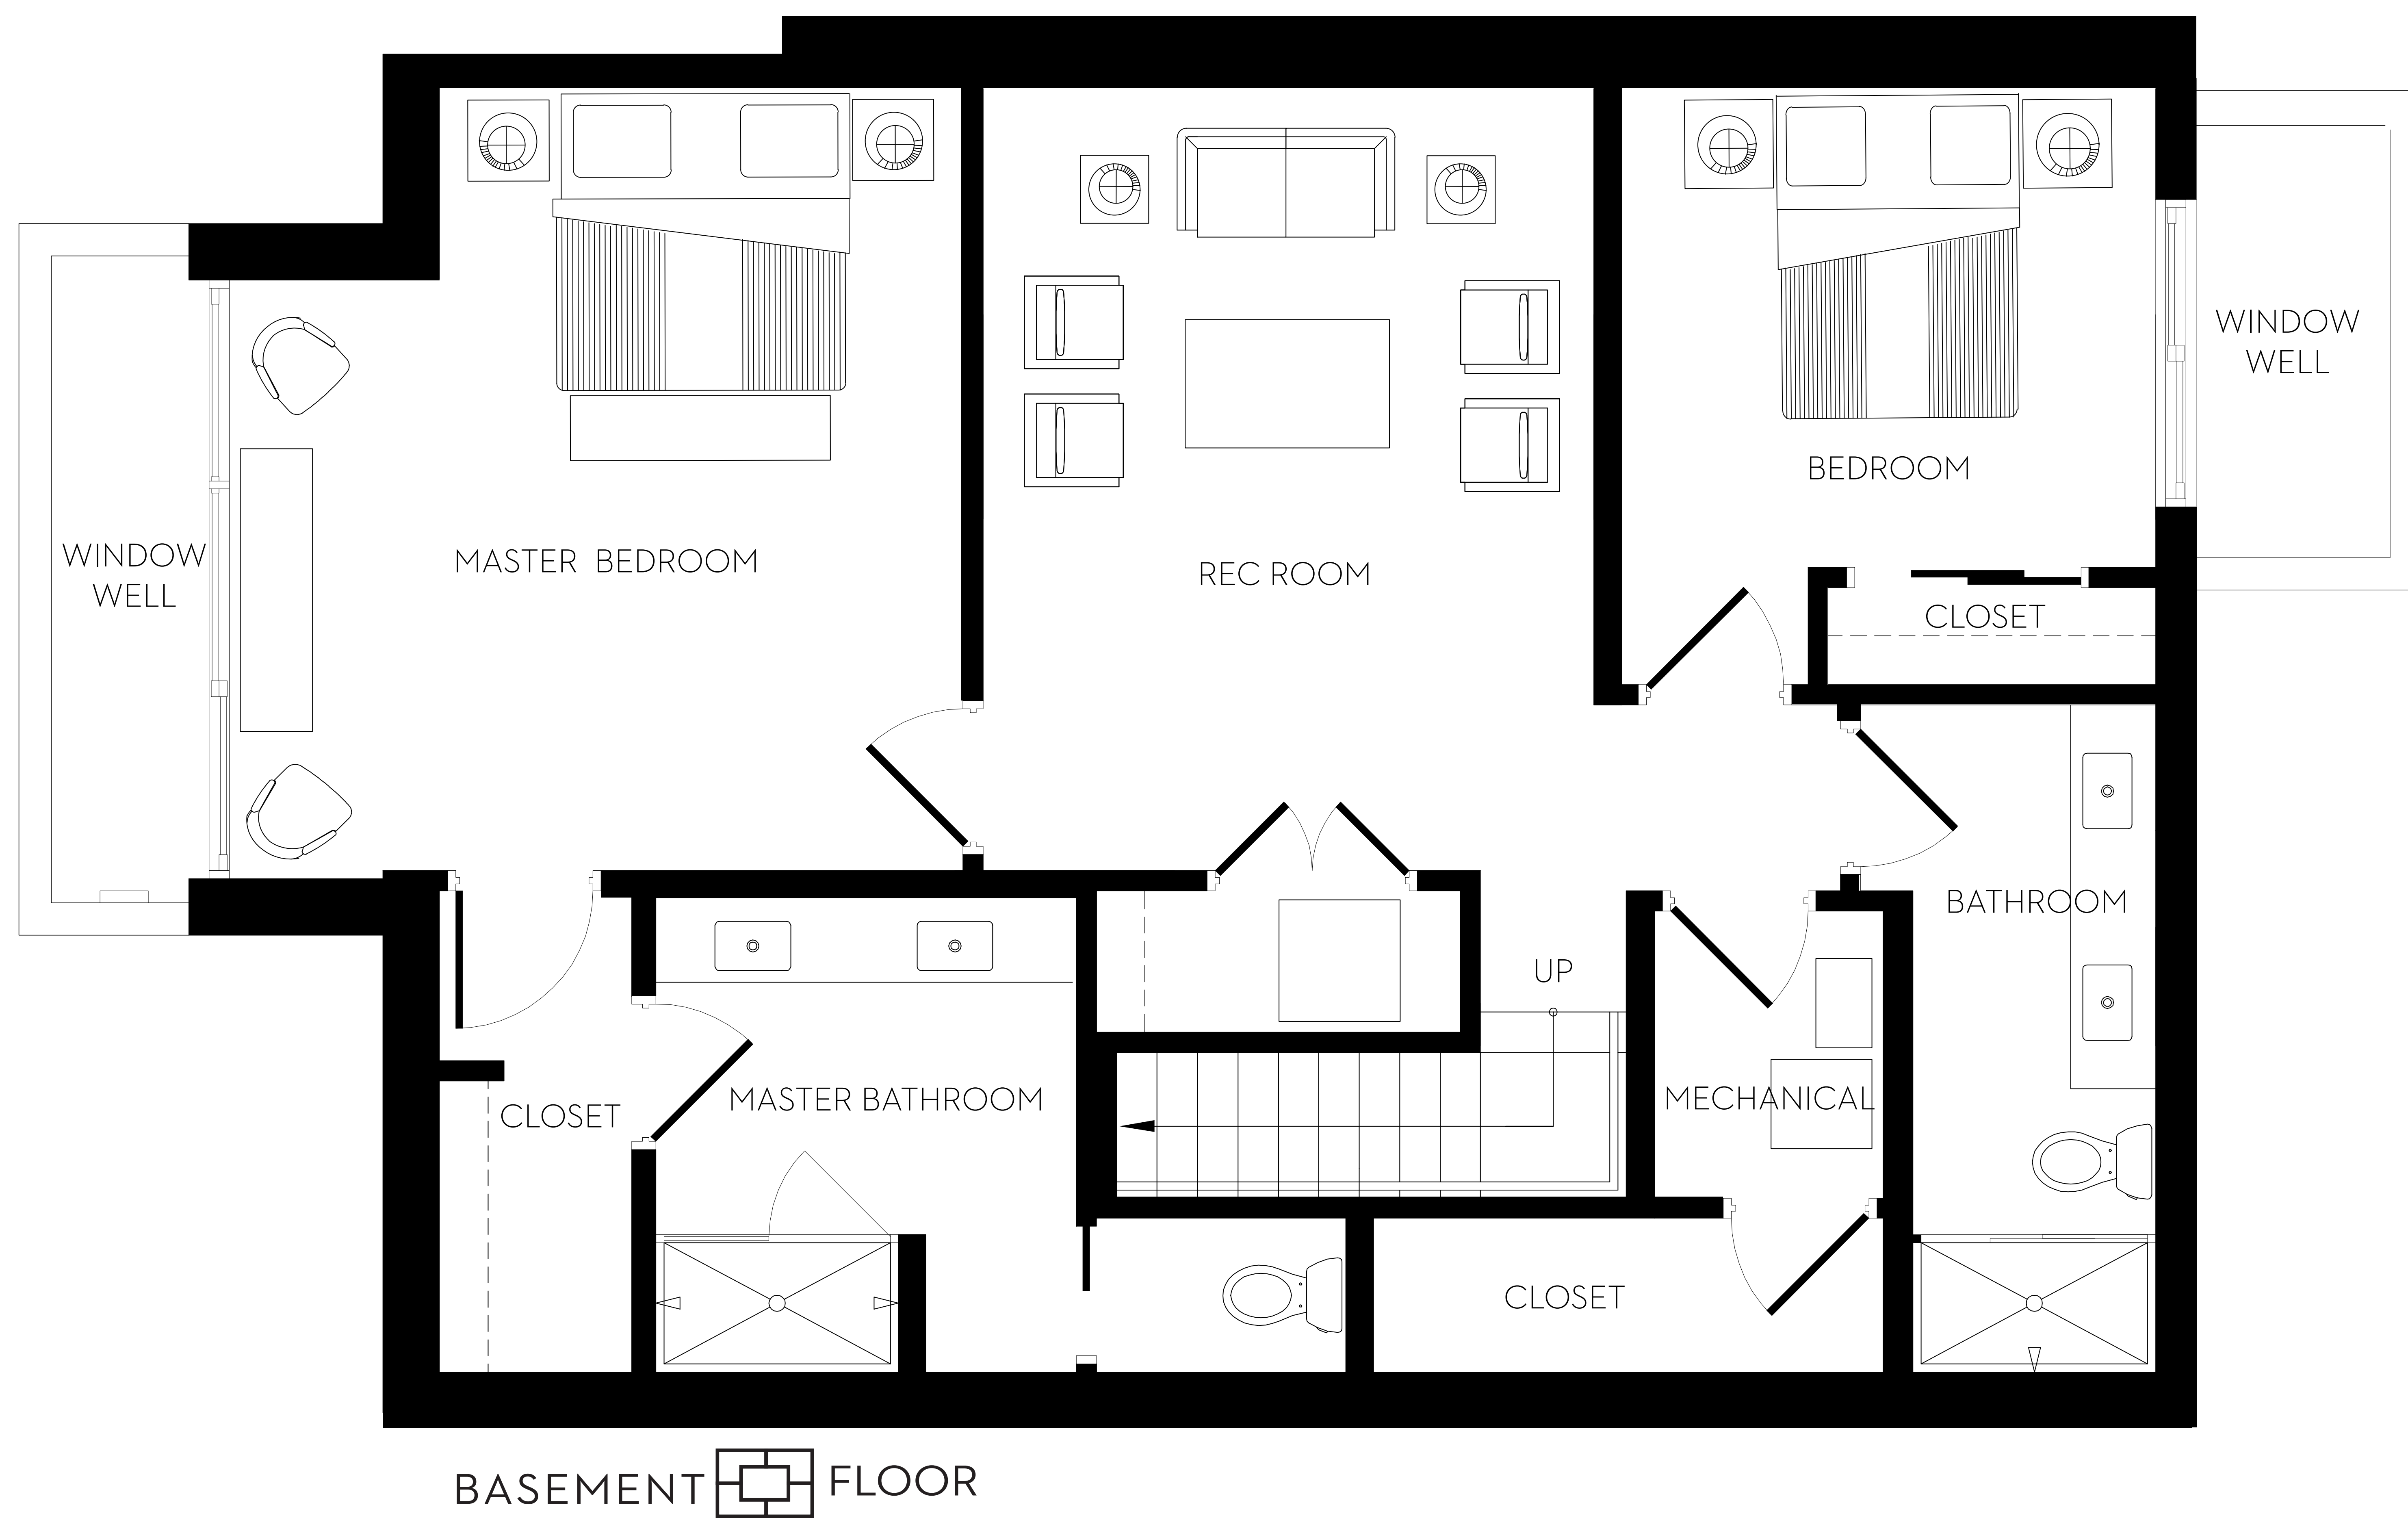 WINDOW
WELL
MASTER BEDROOM
REC ROOM
BEDROOM
WINDOW
WELL
CLOSET
BATHROOM
UP
MECHANICAL
MASTER BATHROOM
CLOSET
CLOSET
BASEMENT FLOOR